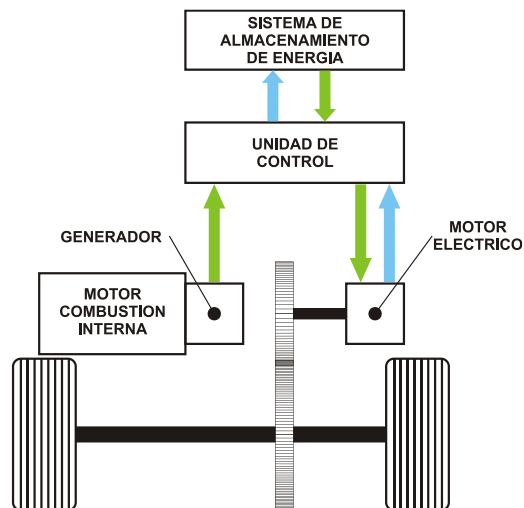 SISTEMA DE
ALMACENAMIENTO
DE ENERGIA
UNIDAD DE
CONTROL
GENERADOR
MOTOR
ELECTRICO
MOTOR
COMBUSTION
INTERNA